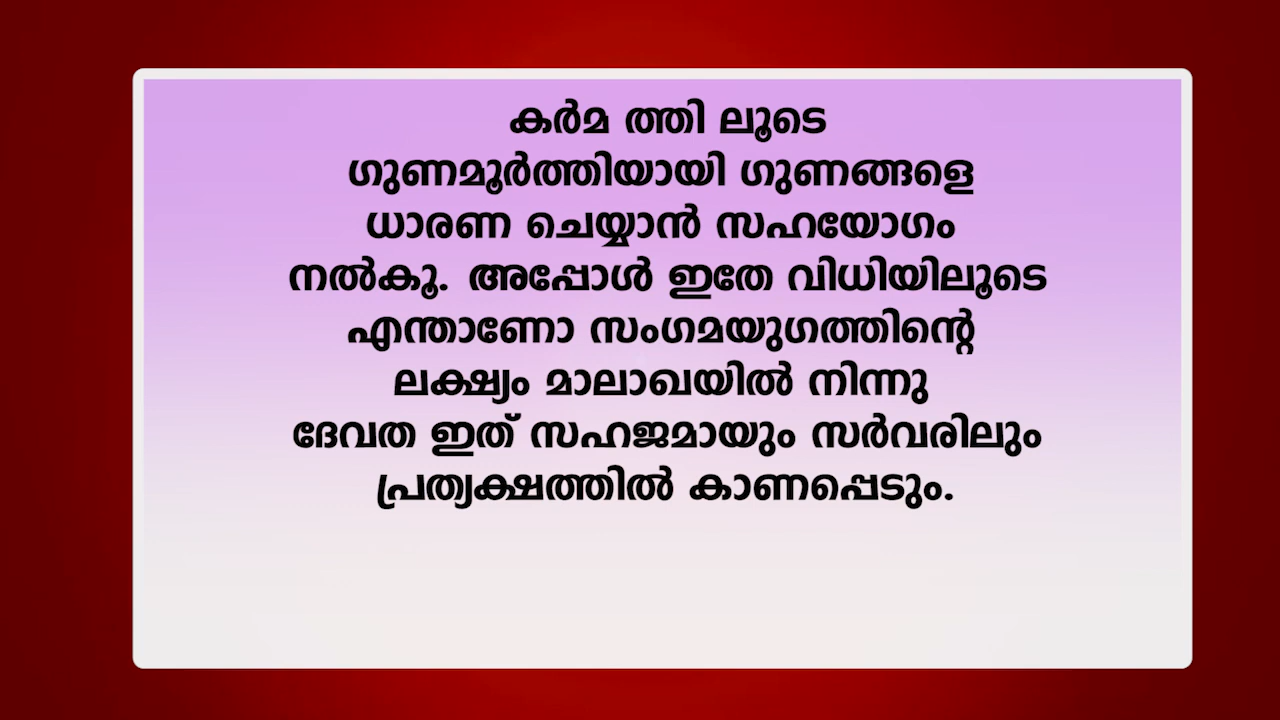 കർമ ത്തി ലൂടെ
ഗുണമൂർത്തിയായി ഗുണങ്ങളെ
ധാരണ ചെയ്യാൻ സഹയോഗം
നൽകൂ. അപ്പോൾ ഇതേ വിധിയിലൂടെ
എന്താണോ സംഗമയുഗത്തിന്റെ
ലക്ഷ്യം മാലാഖയിൽ നിന്നു
ദേവത ഇത് സഹജമായും സർവരിലും
പ്രത്യക്ഷത്തിൽ കാണപ്പെടും.